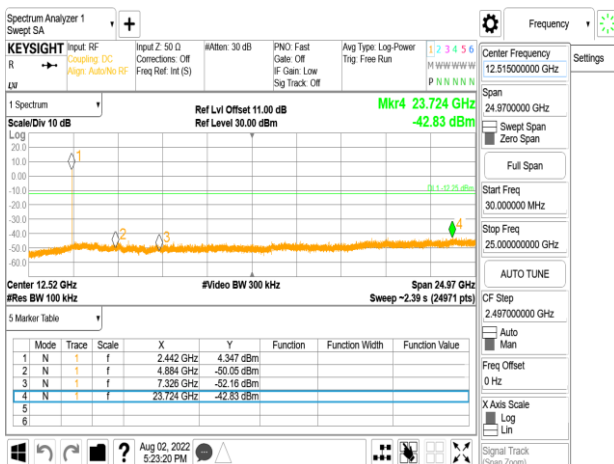 Spectrum Analyzer 1
Swept SA
Frequency
KEYSIGHT
R
Input: RF
Coupling: DC
Align: Auto/No RF
Input Z: 50 Ω
Corrections: Off
Freq Ref: Int (S)
#Atten: 30 dB
PNO: Fast
Gate: Off
IF Gain: Low
Sig Track: Off
Avg Type: Log-Power
Trig: Free Run
1 2 3 4 5 6
M W W W W W
P N N N N N
1 Spectrum
Scale/Div 10 dB
Ref Lvl Offset 11.00 dB
Ref Level 30.00 dBm
Mkr4 23.724 GHz
-42.83 dBm
Log
20.0
10.0
0.00
-10.0
-20.0
-30.0
-40.0
-50.0
-60.0
1
2
3
4
Center 12.52 GHz
#Res BW 100 kHz
#Video BW 300 kHz
Span 24.97 GHz
Sweep ~2.39 s (24971 pts)
5 Marker Table
Mode Trace Scale X Y Function Function Width Function Value
1 N 1 f 2.442 GHz 4.347 dBm
2 N 1 f 4.884 GHz -50.05 dBm
3 N 1 f 7.326 GHz -52.16 dBm
4 N 1 f 23.724 GHz -42.83 dBm
5
6
Aug 02, 2022
5:23:20 PM
Settings
Center Frequency
12.515000000 GHz
Span
24.9700000 GHz
Swept Span
Zero Span
Full Span
Start Freq
30.000000 MHz
Stop Freq
25.000000000 GHz
AUTO TUNE
CF Step
2.497000000 GHz
Auto
Man
Freq Offset
0 Hz
X Axis Scale
Log
Lin
Signal Track
(Span Zoom)